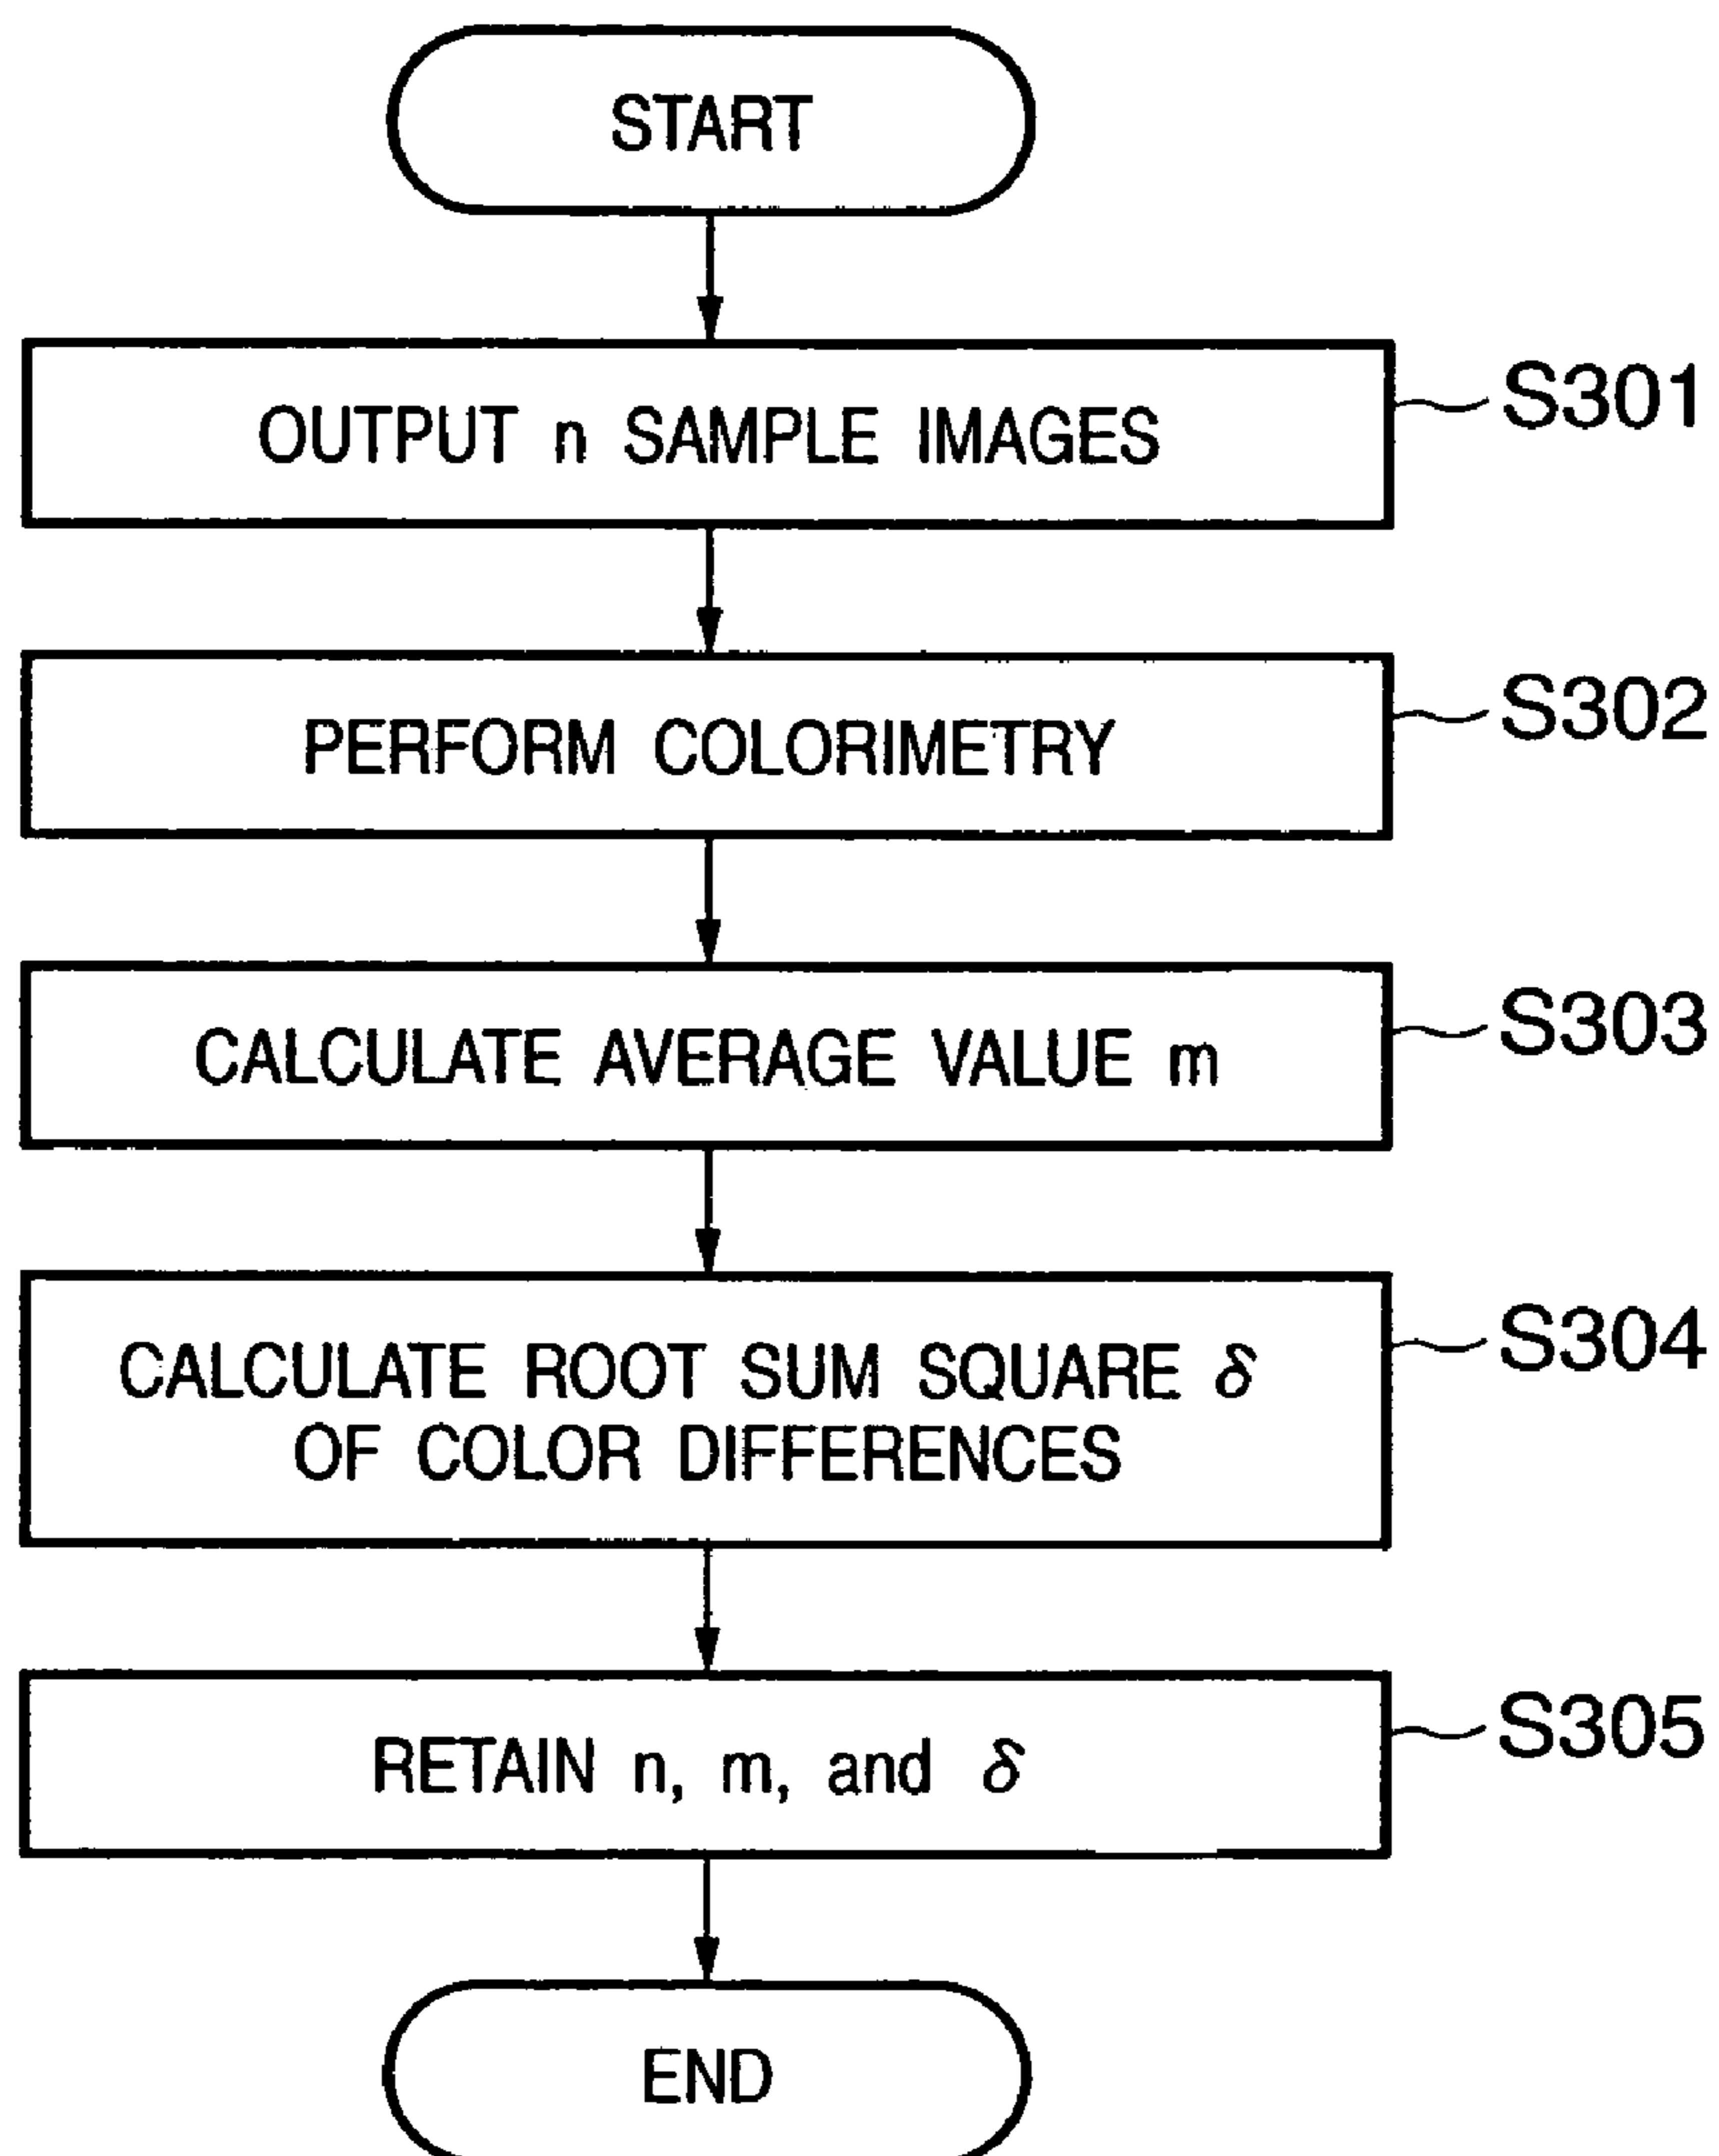 START
OUTPUT n SAMPLE IMAGES
S301
PERFORM COLORIMETRY
S302
CALCULATE AVERAGE VALUE m
S303
CALCULATE ROOT SUM SQUARE δ
OF COLOR DIFFERENCES
S304
RETAIN n, m, and δ
S305
END